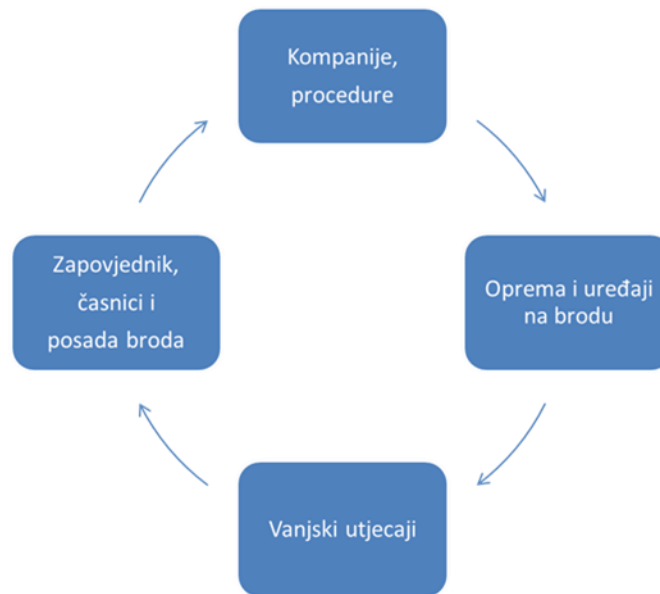 Kompanije,
procedure
Oprema i uređaji
na brodu
Vanjski utjecaji
Zapovjednik,
časnici i
posada broda